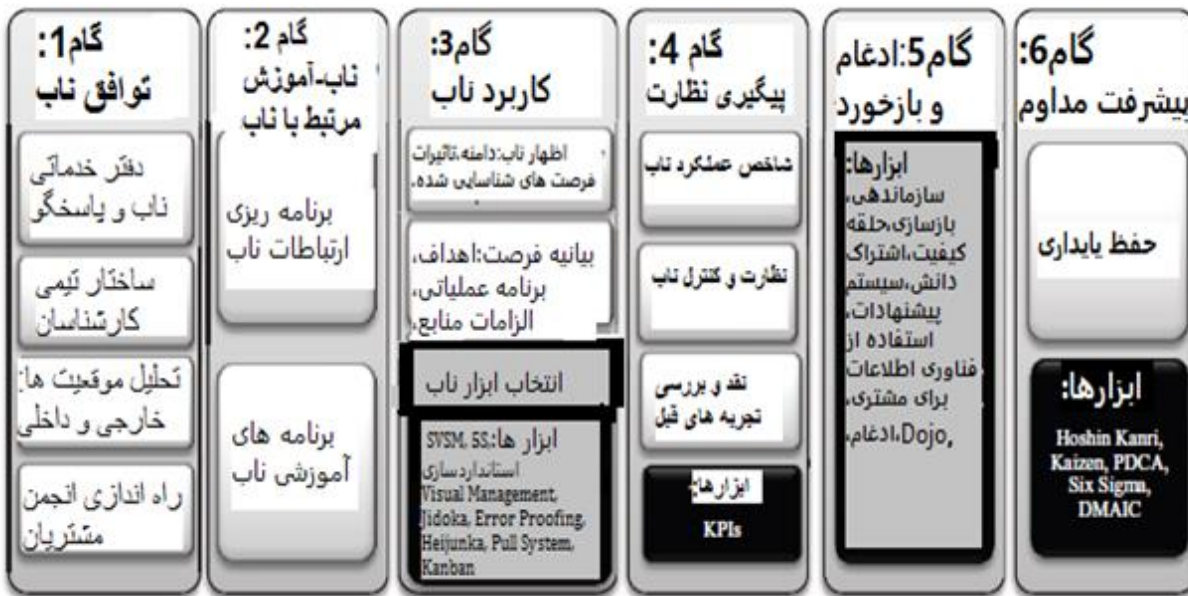 گام1:
توافق ناب
دفتر خدماتی
ناب و پاسخگو
ساختار تیمی
کارشناسان
تحلیل موقعیت ها:
خارجی و داخلی
راه اندازی انجمن
مشتریان
گام 2:
ناب-آموزش
مرتبط با ناب
برنامه ریزی
ارتباطات ناب
برنامه های
آموزشی ناب
گام3:
کاربرد ناب
اظهار ناب:دامنه،تاثیرات
فرصت های شناسایی شده،
بیانیه فرصت:اهداف،
برنامه عملیاتی،
الزامات منابع،
انتخاب ابزار ناب
ابزار ها:SVSM, 5S,
استانداردسازی
Visual Management,
Jidoka, Error Proofing,
Heijunka, Pull System,
Kanban
گام 4:
پیگیری نظارت
شاخص عملکرد ناب
نظارت و کنترل ناب
نقد و بررسی
تجربه های قبل
ابزارها:
KPIs
گام5:ادغام
و بازخورد
ابزارها:
سازماندهی،
بازسازی،حلقه
کیفیت،اشتراک
دانش،سیستم
پیشنهادات،
استفاده از
فناوری اطلاعات
برای مشتری،
Dojo،ادغام،
گام6:
پیشرفت مداوم
حفظ پایداری
ابزارها:
Hoshin Kanri,
Kaizen, PDCA,
Six Sigma,
DMAIC